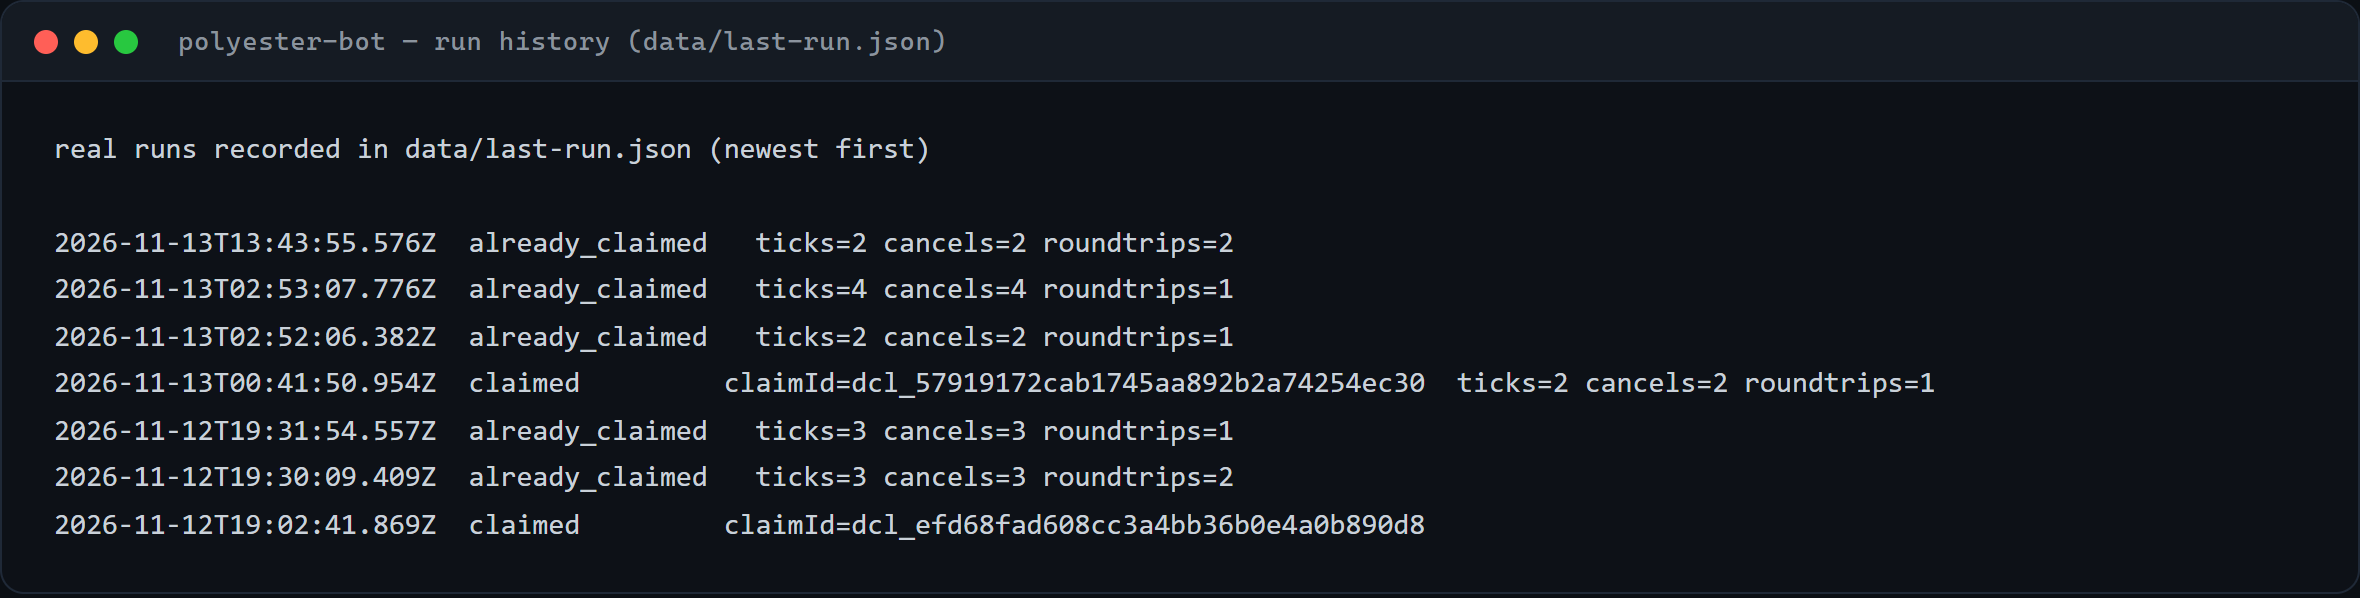 polyester-bot — run history (data/last-run.json)
real runs recorded in data/last-run.json (newest first)
2026-11-13T13:43:55.576Z  already_claimed   ticks=2 cancels=2 roundtrips=2
2026-11-13T02:53:07.776Z  already_claimed   ticks=4 cancels=4 roundtrips=1
2026-11-13T02:52:06.382Z  already_claimed   ticks=2 cancels=2 roundtrips=1
2026-11-13T00:41:50.954Z  claimed         claimId=dcl_57919172cab1745aa892b2a74254ec30  ticks=2 cancels=2 roundtrips=1
2026-11-12T19:31:54.557Z  already_claimed   ticks=3 cancels=3 roundtrips=1
2026-11-12T19:30:09.409Z  already_claimed   ticks=3 cancels=3 roundtrips=2
2026-11-12T19:02:41.869Z  claimed         claimId=dcl_efd68fad608cc3a4bb36b0e4a0b890d8